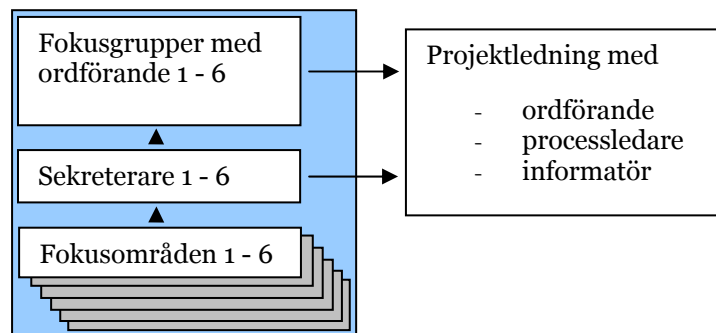 Fokusgrupper med
ordförande 1 - 6
Sekreterare 1 - 6
Fokusområden 1 - 6
Projektledning med
- ordförande
- processledare
- informatör